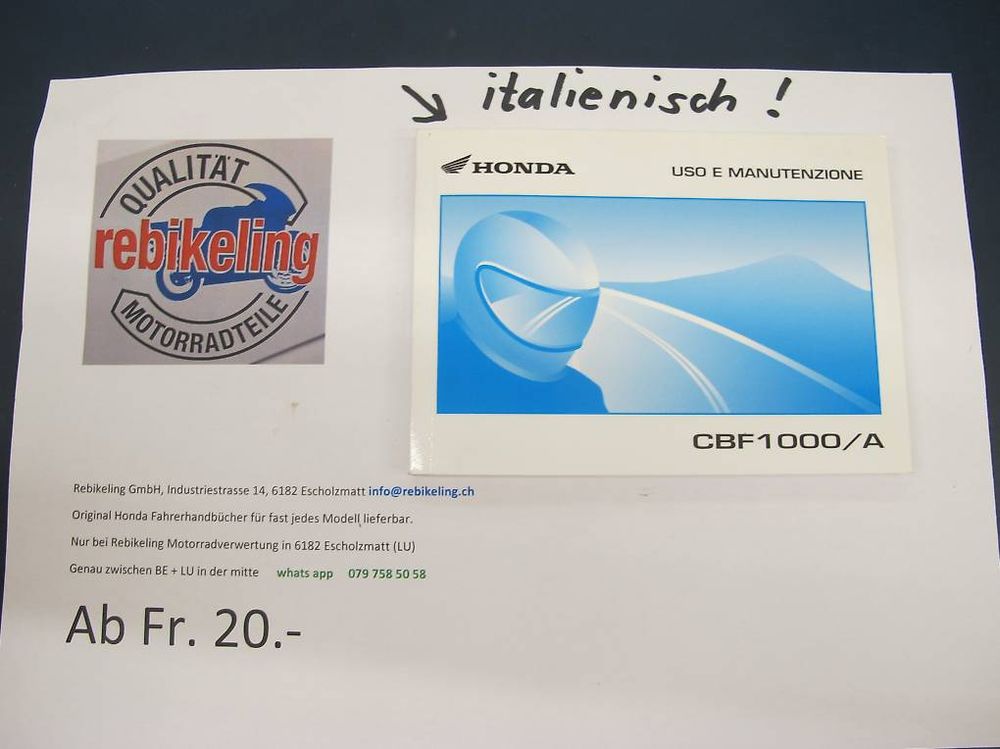 italienisch !
QUALITÄT
rebikeling
MOTORRADTEILE
HONDA
USO E MANUTENZIONE
CBF1000/A
Rebikeling GmbH, Industriestrasse 14, 6182 Escholzmatt info@rebikeling.ch
Original Honda Fahrerhandbücher für fast jedes Modell lieferbar.
Nur bei Rebikeling Motorradverwertung in 6182 Escholzmatt (LU)
Genau zwischen BE + LU in der mitte whats app 079 758 50 58
Ab Fr. 20.-